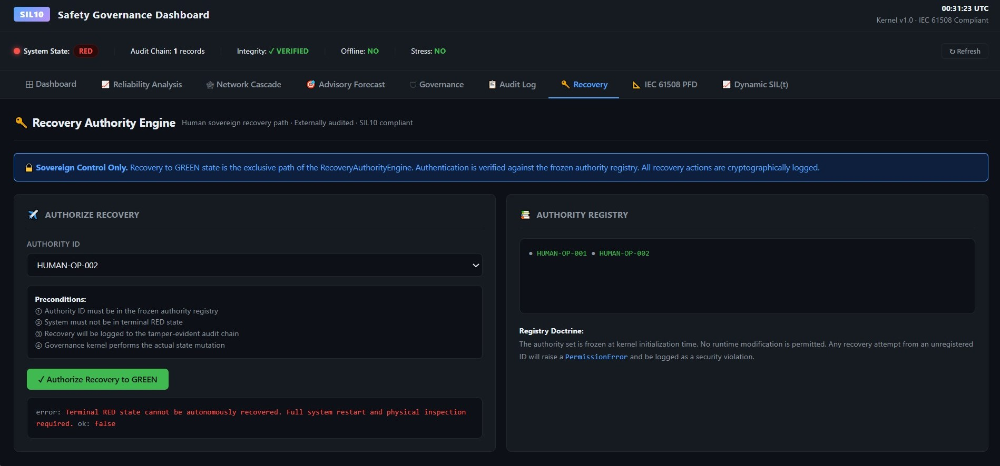 SIL10 Safety Governance Dashboard
00:31:23 UTC
Kernel v1.0 · IEC 61508 Compliant
System State: RED Audit Chain: 1 records Integrity: ✓ VERIFIED Offline: NO Stress: NO ↻ Refresh
Dashboard Reliability Analysis Network Cascade Advisory Forecast Governance Audit Log Recovery IEC 61508 PFD Dynamic SIL(t)
Recovery Authority Engine Human sovereign recovery path · Externally audited · SIL10 compliant
Sovereign Control Only. Recovery to GREEN state is the exclusive path of the RecoveryAuthorityEngine. Authentication is verified against the frozen authority registry. All recovery actions are cryptographically logged.
AUTHORIZE RECOVERY
AUTHORITY ID
HUMAN-OP-002
Preconditions:
① Authority ID must be in the frozen authority registry
② System must not be in terminal RED state
③ Recovery will be logged to the tamper-evident audit chain
④ Governance kernel performs the actual state mutation
✓ Authorize Recovery to GREEN
error: Terminal RED state cannot be autonomously recovered. Full system restart and physical inspection
required. ok: false
AUTHORITY REGISTRY
● HUMAN-OP-001 ● HUMAN-OP-002
Registry Doctrine:
The authority set is frozen at kernel initialization time. No runtime modification is permitted. Any recovery attempt from an unregistered
ID will raise a PermissionError and be logged as a security violation.